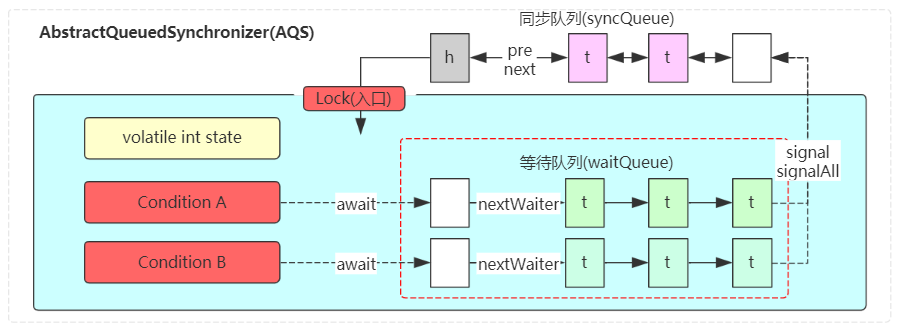 同步队列(syncQueue)
AbstractQueuedSynchronizer(AQS)
h
pre
next
t
t
Lock(入口)
volatile int state
等待队列(waitQueue)
signal
signalAll
Condition A
await
nextWaiter
t
t
t
Condition B
await
nextWaiter
t
t
t